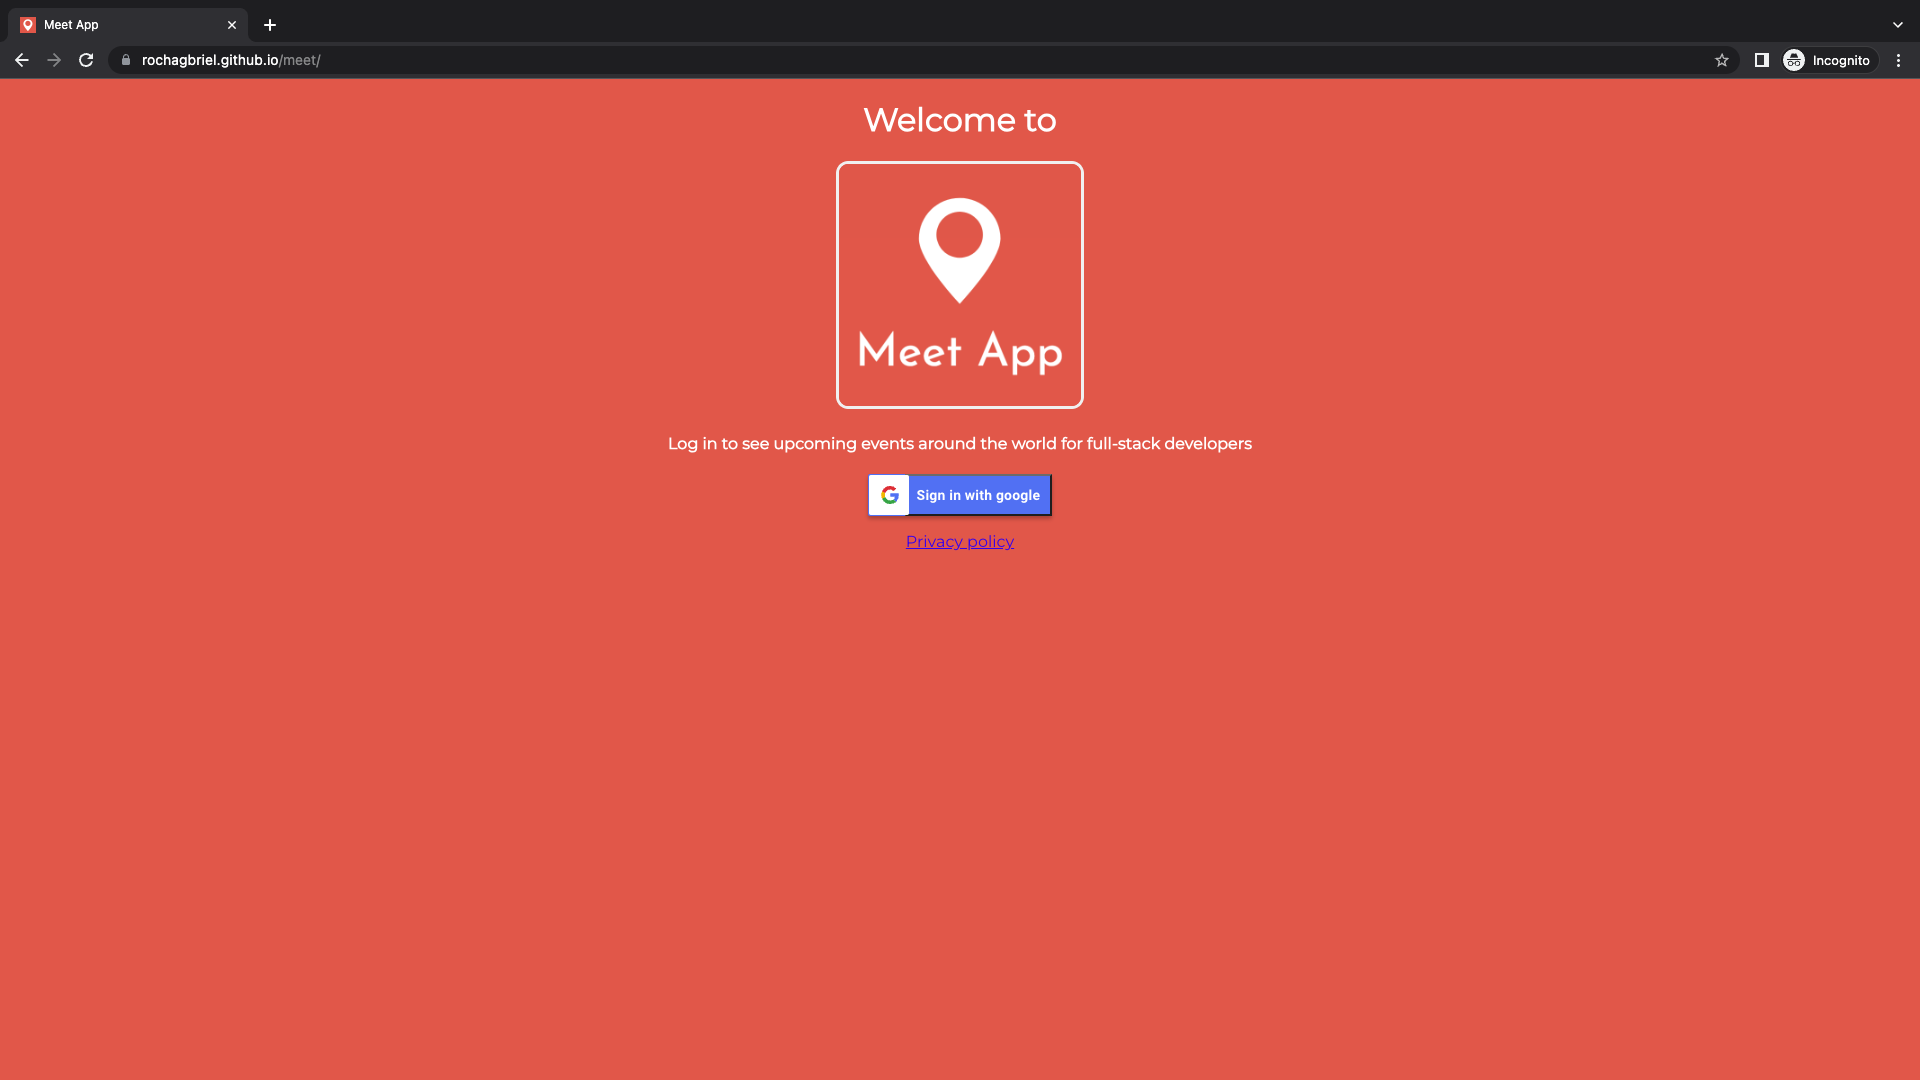 Meet App
rochagbriel.github.io/meet/
Incognito
Welcome to
Meet App
Log in to see upcoming events around the world for full-stack developers
Sign in with google
Privacy policy